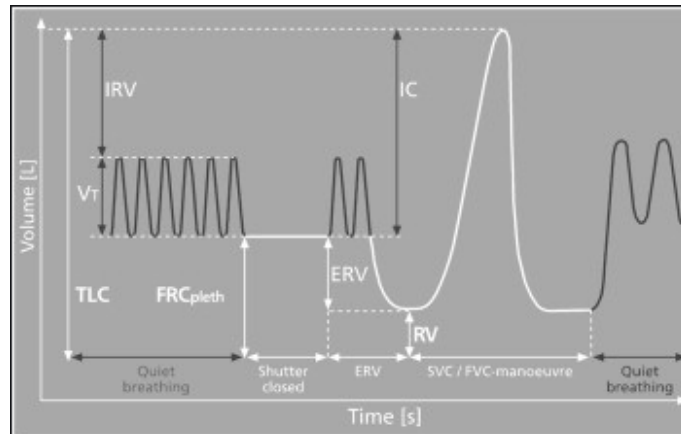 Volume [L]
IRV
IC
VT
ERV
TLC
FRCpleth
RV
Quiet
breathing
Shutter
closed
ERV
SVC / FVC-manoeuvre
Quiet
breathing
Time [s]